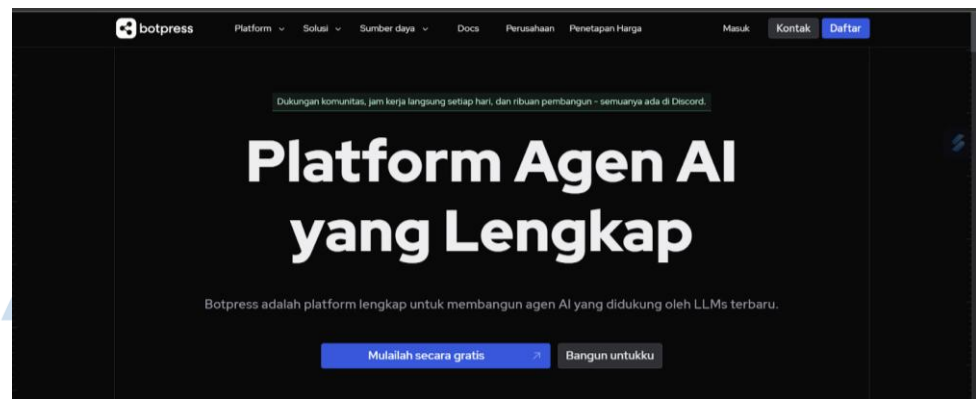 botpress Platform Solusi Sumber daya Docs Perusahaan Penetapan Harga Masuk Kontak Daftar
Dukungan komunitas, jam kerja langsung setiap hari, dan ribuan pembangun - semuanya ada di Discord.
Platform Agen AI
yang Lengkap
Botpress adalah platform lengkap untuk membangun agen AI yang didukung oleh LLMs terbaru.
Mulailah secara gratis Bangun untukku